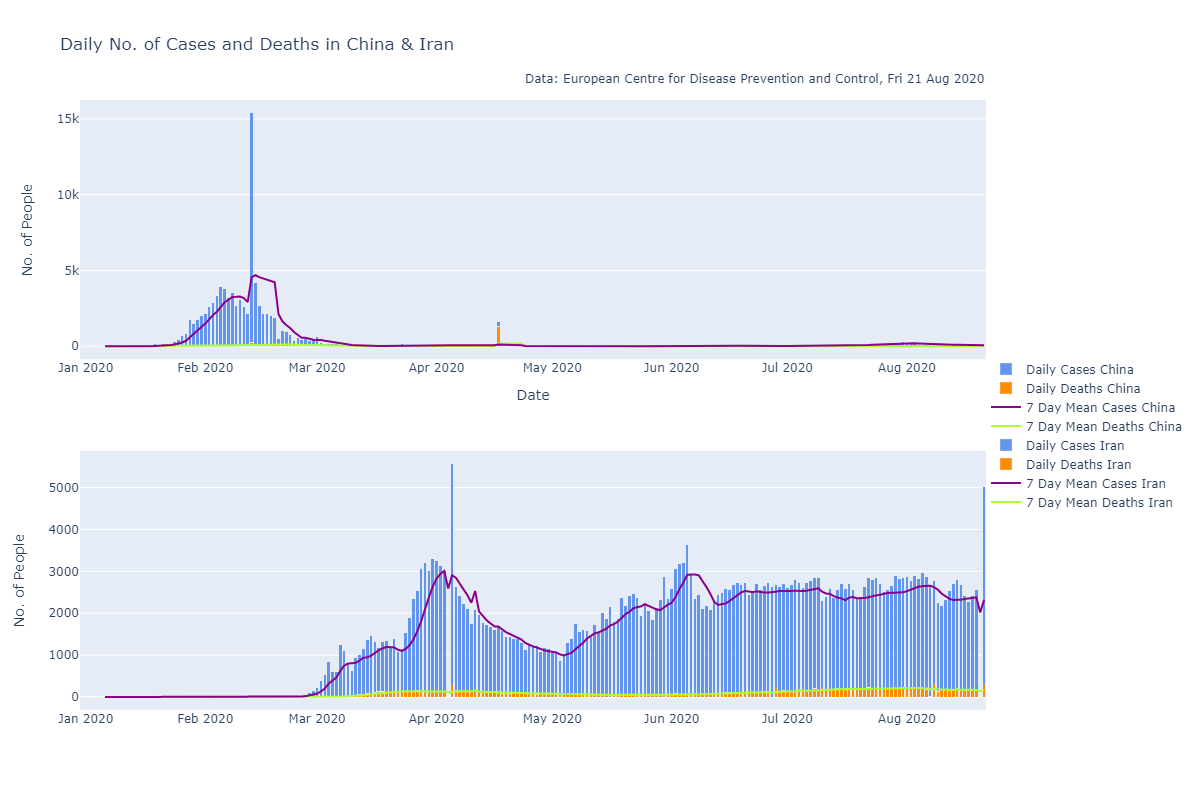 Daily No. of Cases and Deaths in China & Iran
Data: European Centre for Disease Prevention and Control, Fri 21 Aug 2020
15k
10k
5k
0
No. of People
Jan 2020 Feb 2020 Mar 2020 Apr 2020 May 2020 Jun 2020 Jul 2020 Aug 2020
Date
Daily Cases China
Daily Deaths China
7 Day Mean Cases China
7 Day Mean Deaths China
Daily Cases Iran
Daily Deaths Iran
7 Day Mean Cases Iran
7 Day Mean Deaths Iran
5000
4000
3000
2000
1000
0
No. of People
Jan 2020 Feb 2020 Mar 2020 Apr 2020 May 2020 Jun 2020 Jul 2020 Aug 2020